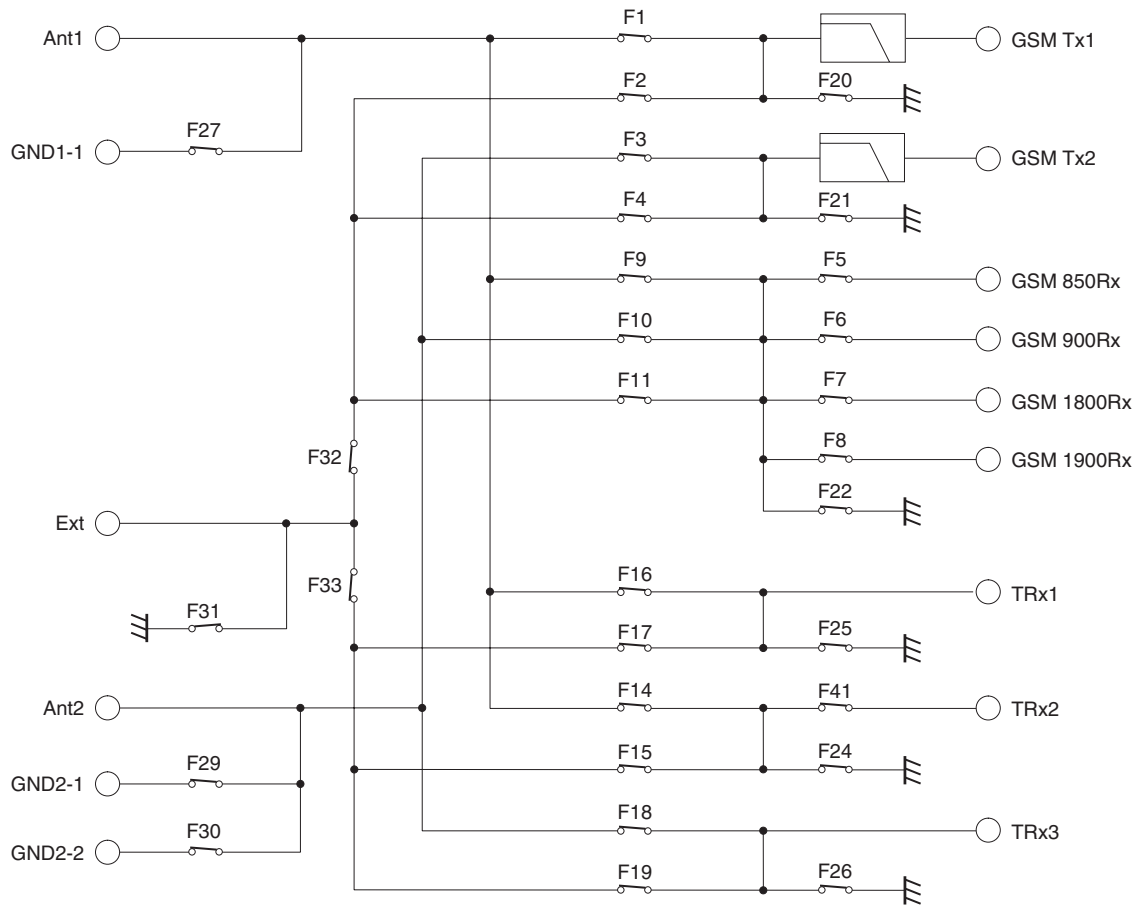 F1
Ant1
GSM Tx1
F2
F20
F27
GND1-1
F3
GSM Tx2
F4
F21
F9
F5
GSM 850Rx
F10
F6
GSM 900Rx
F11
F7
GSM 1800Rx
F32
F8
GSM 1900Rx
F22
Ext
F33
F16
TRx1
F31
F17
F25
Ant2
F14
F41
TRx2
F29
F15
F24
GND2-1
F30
F18
TRx3
GND2-2
F19
F26